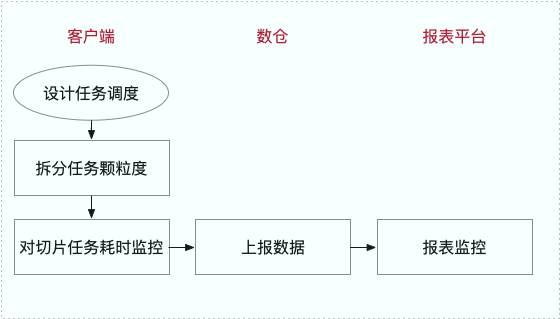 客户端
数仓
报表平台
设计任务调度
拆分任务颗粒度
对切片任务耗时监控
上报数据
报表监控